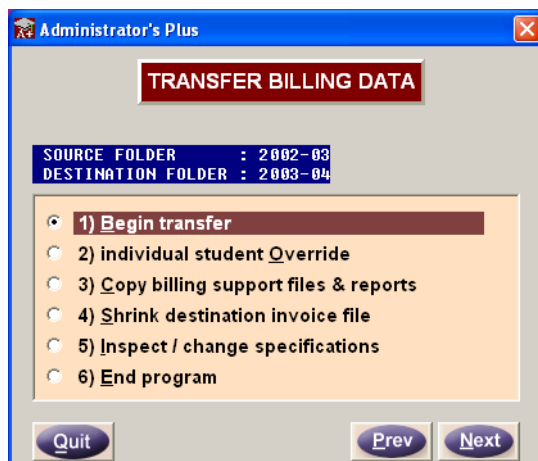 Administrator's Plus
TRANSFER BILLING DATA
SOURCE FOLDER : 2002-03
DESTINATION FOLDER : 2003-04
1) Begin transfer
2) individual student Override
3) Copy billing support files & reports
4) Shrink destination invoice file
5) Inspect / change specifications
6) End program
Quit Prev Next